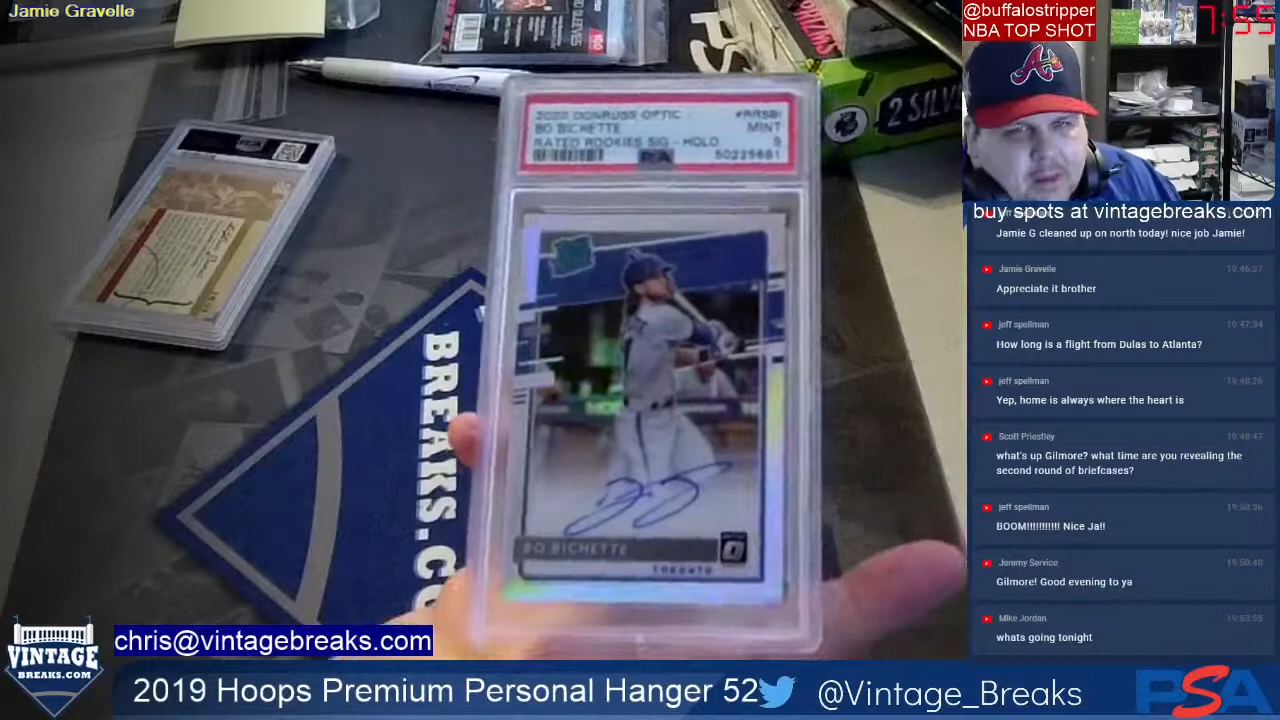 Jamie Gravelle
@buffalostripper
NBA TOP SHOT
7:55
2020 DONRUSS OPTIC #RRSBI
BO BICHETTE MINT
RATED ROOKIES SIG - HOLO 9
PSA 50225661
2 SILV
BO BICHETTE
TORONTO
BREAKS.CO
buy spots at vintagebreaks.com
Jamie G cleaned up on north today! nice job Jamie!
Jamie Gravelle 19:46:37
Appreciate it brother
jeff spellman 19:47:34
How long is a flight from Dulas to Atlanta?
jeff spellman 19:48:26
Yep, home is always where the heart is
Scott Priestley 19:48:47
what's up Gilmore? what time are you revealing the
second round of briefcases?
jeff spellman 19:50:36
BOOM!!!!!!!!!!! Nice Ja!!
Jeremy Service 19:50:40
Gilmore! Good evening to ya
Mike Jordan 19:53:55
whats going tonight
VINTAGE
BREAKS.COM
chris@vintagebreaks.com
2019 Hoops Premium Personal Hanger 52
@Vintage_Breaks
PSA